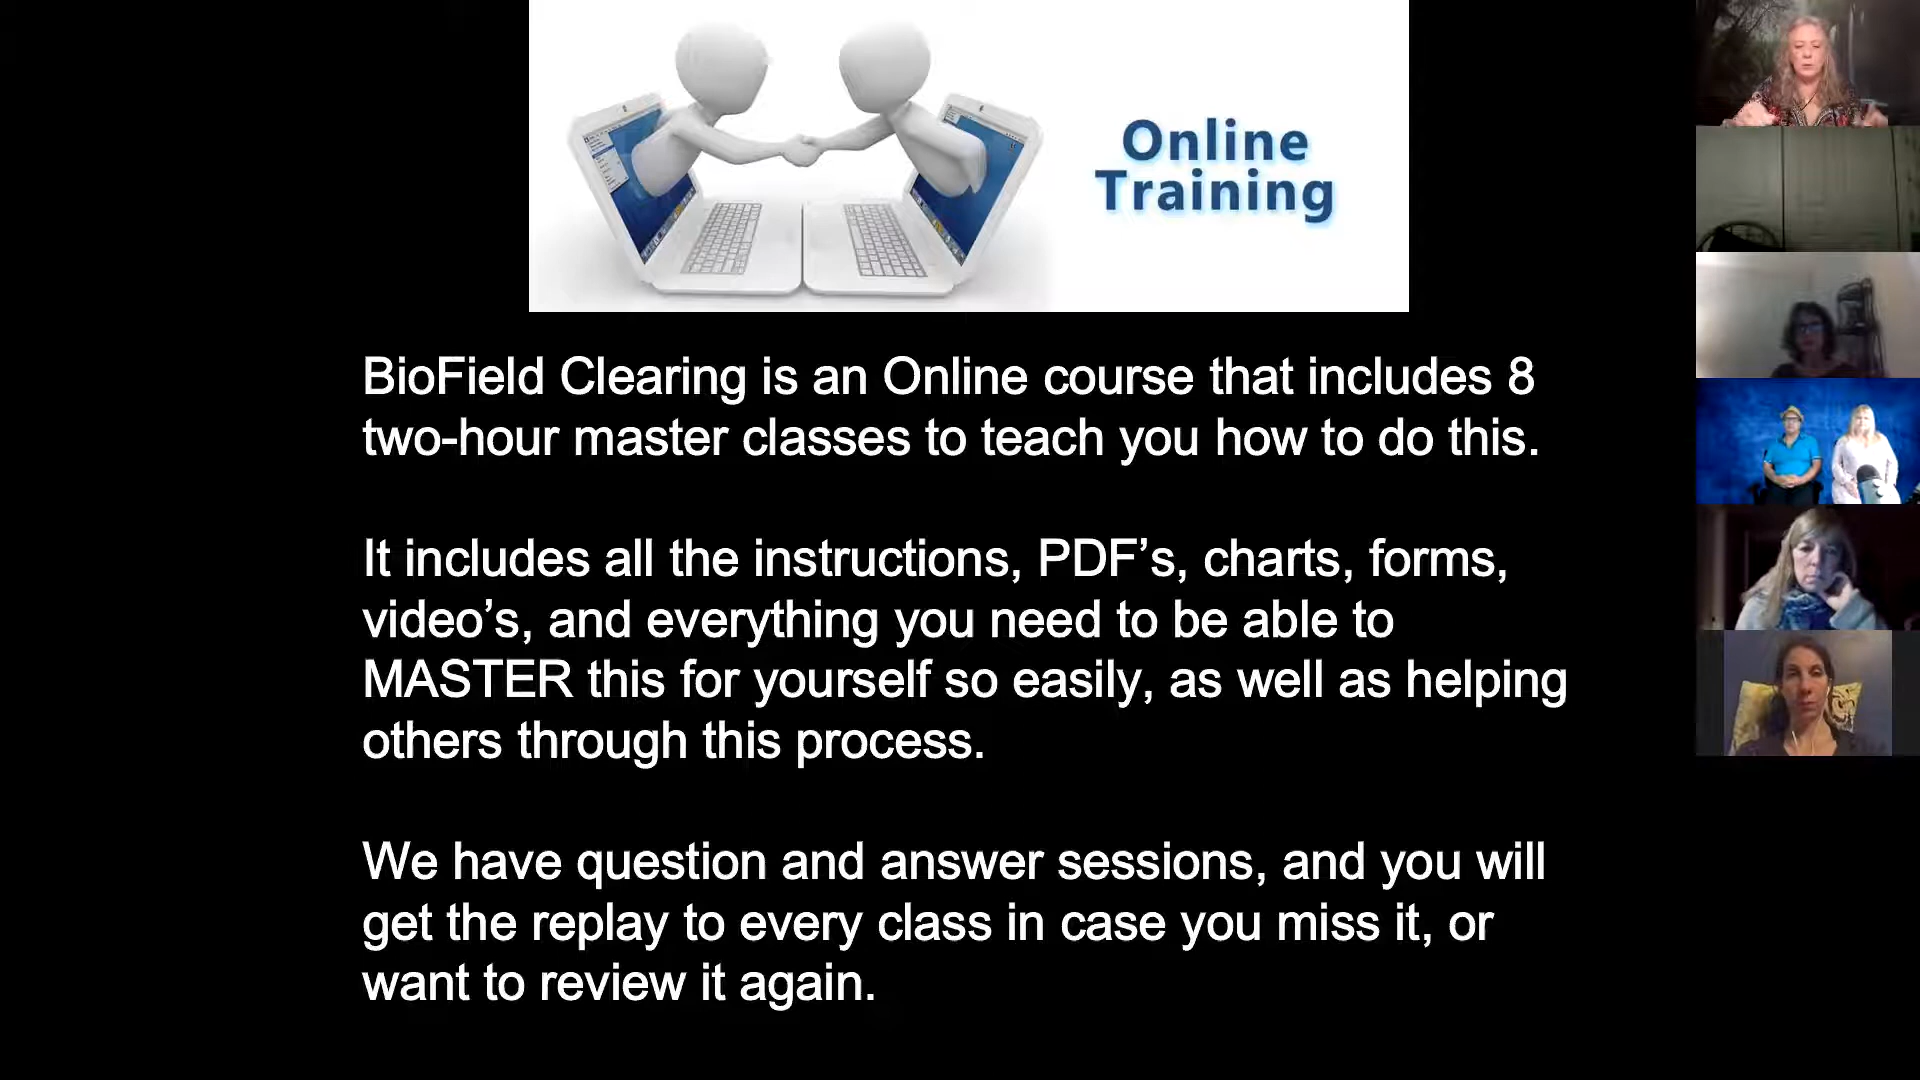 Online
Training
BioField Clearing is an Online course that includes 8
two-hour master classes to teach you how to do this.
It includes all the instructions, PDF’s, charts, forms,
video’s, and everything you need to be able to
MASTER this for yourself so easily, as well as helping
others through this process.
We have question and answer sessions, and you will
get the replay to every class in case you miss it, or
want to review it again.